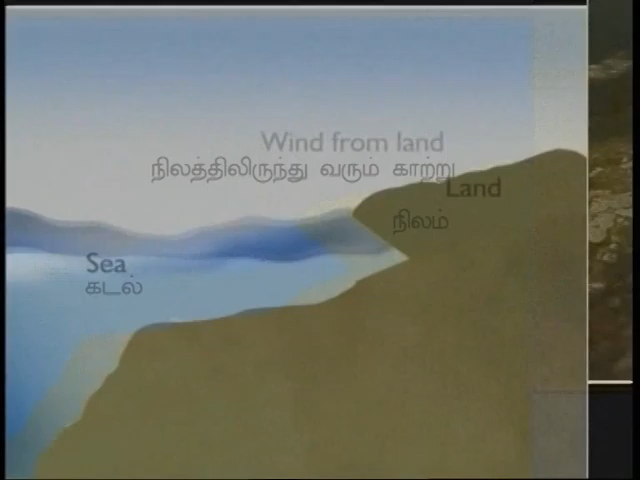 Wind from land
நிலத்திலிருந்து வரும் காற்று
Land
நிலம்
Sea
கடல்